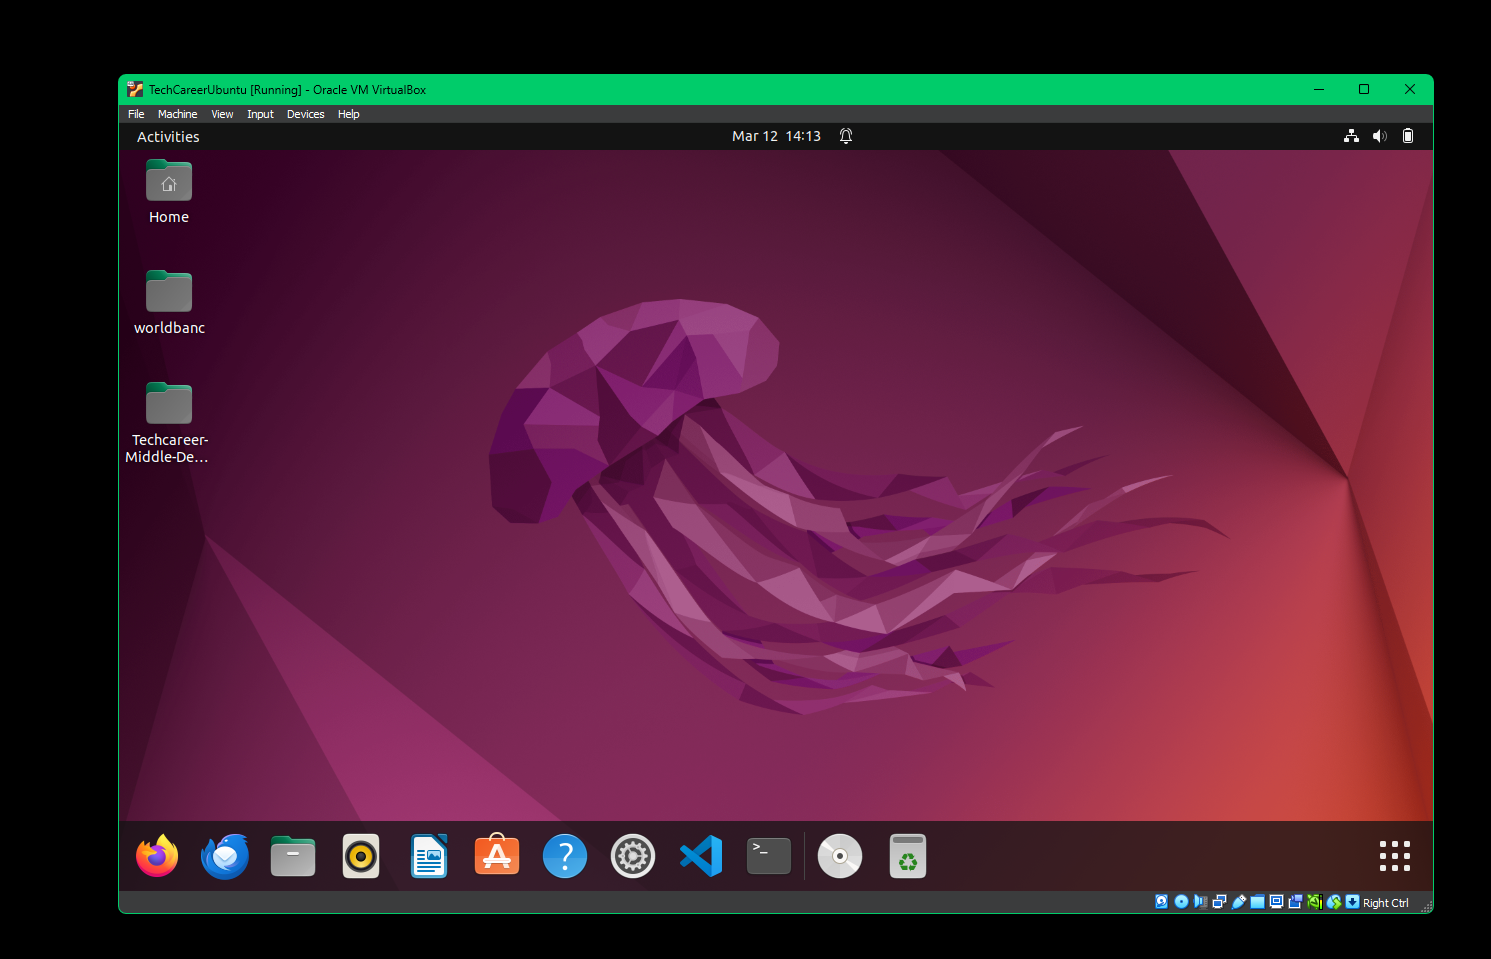 TechCareerUbuntu [Running] - Oracle VM VirtualBox
File Machine View Input Devices Help
Activities
Mar 12 14:13
Home
worldbanc
Techcareer-
Middle-De...
>_
?
Right Ctrl